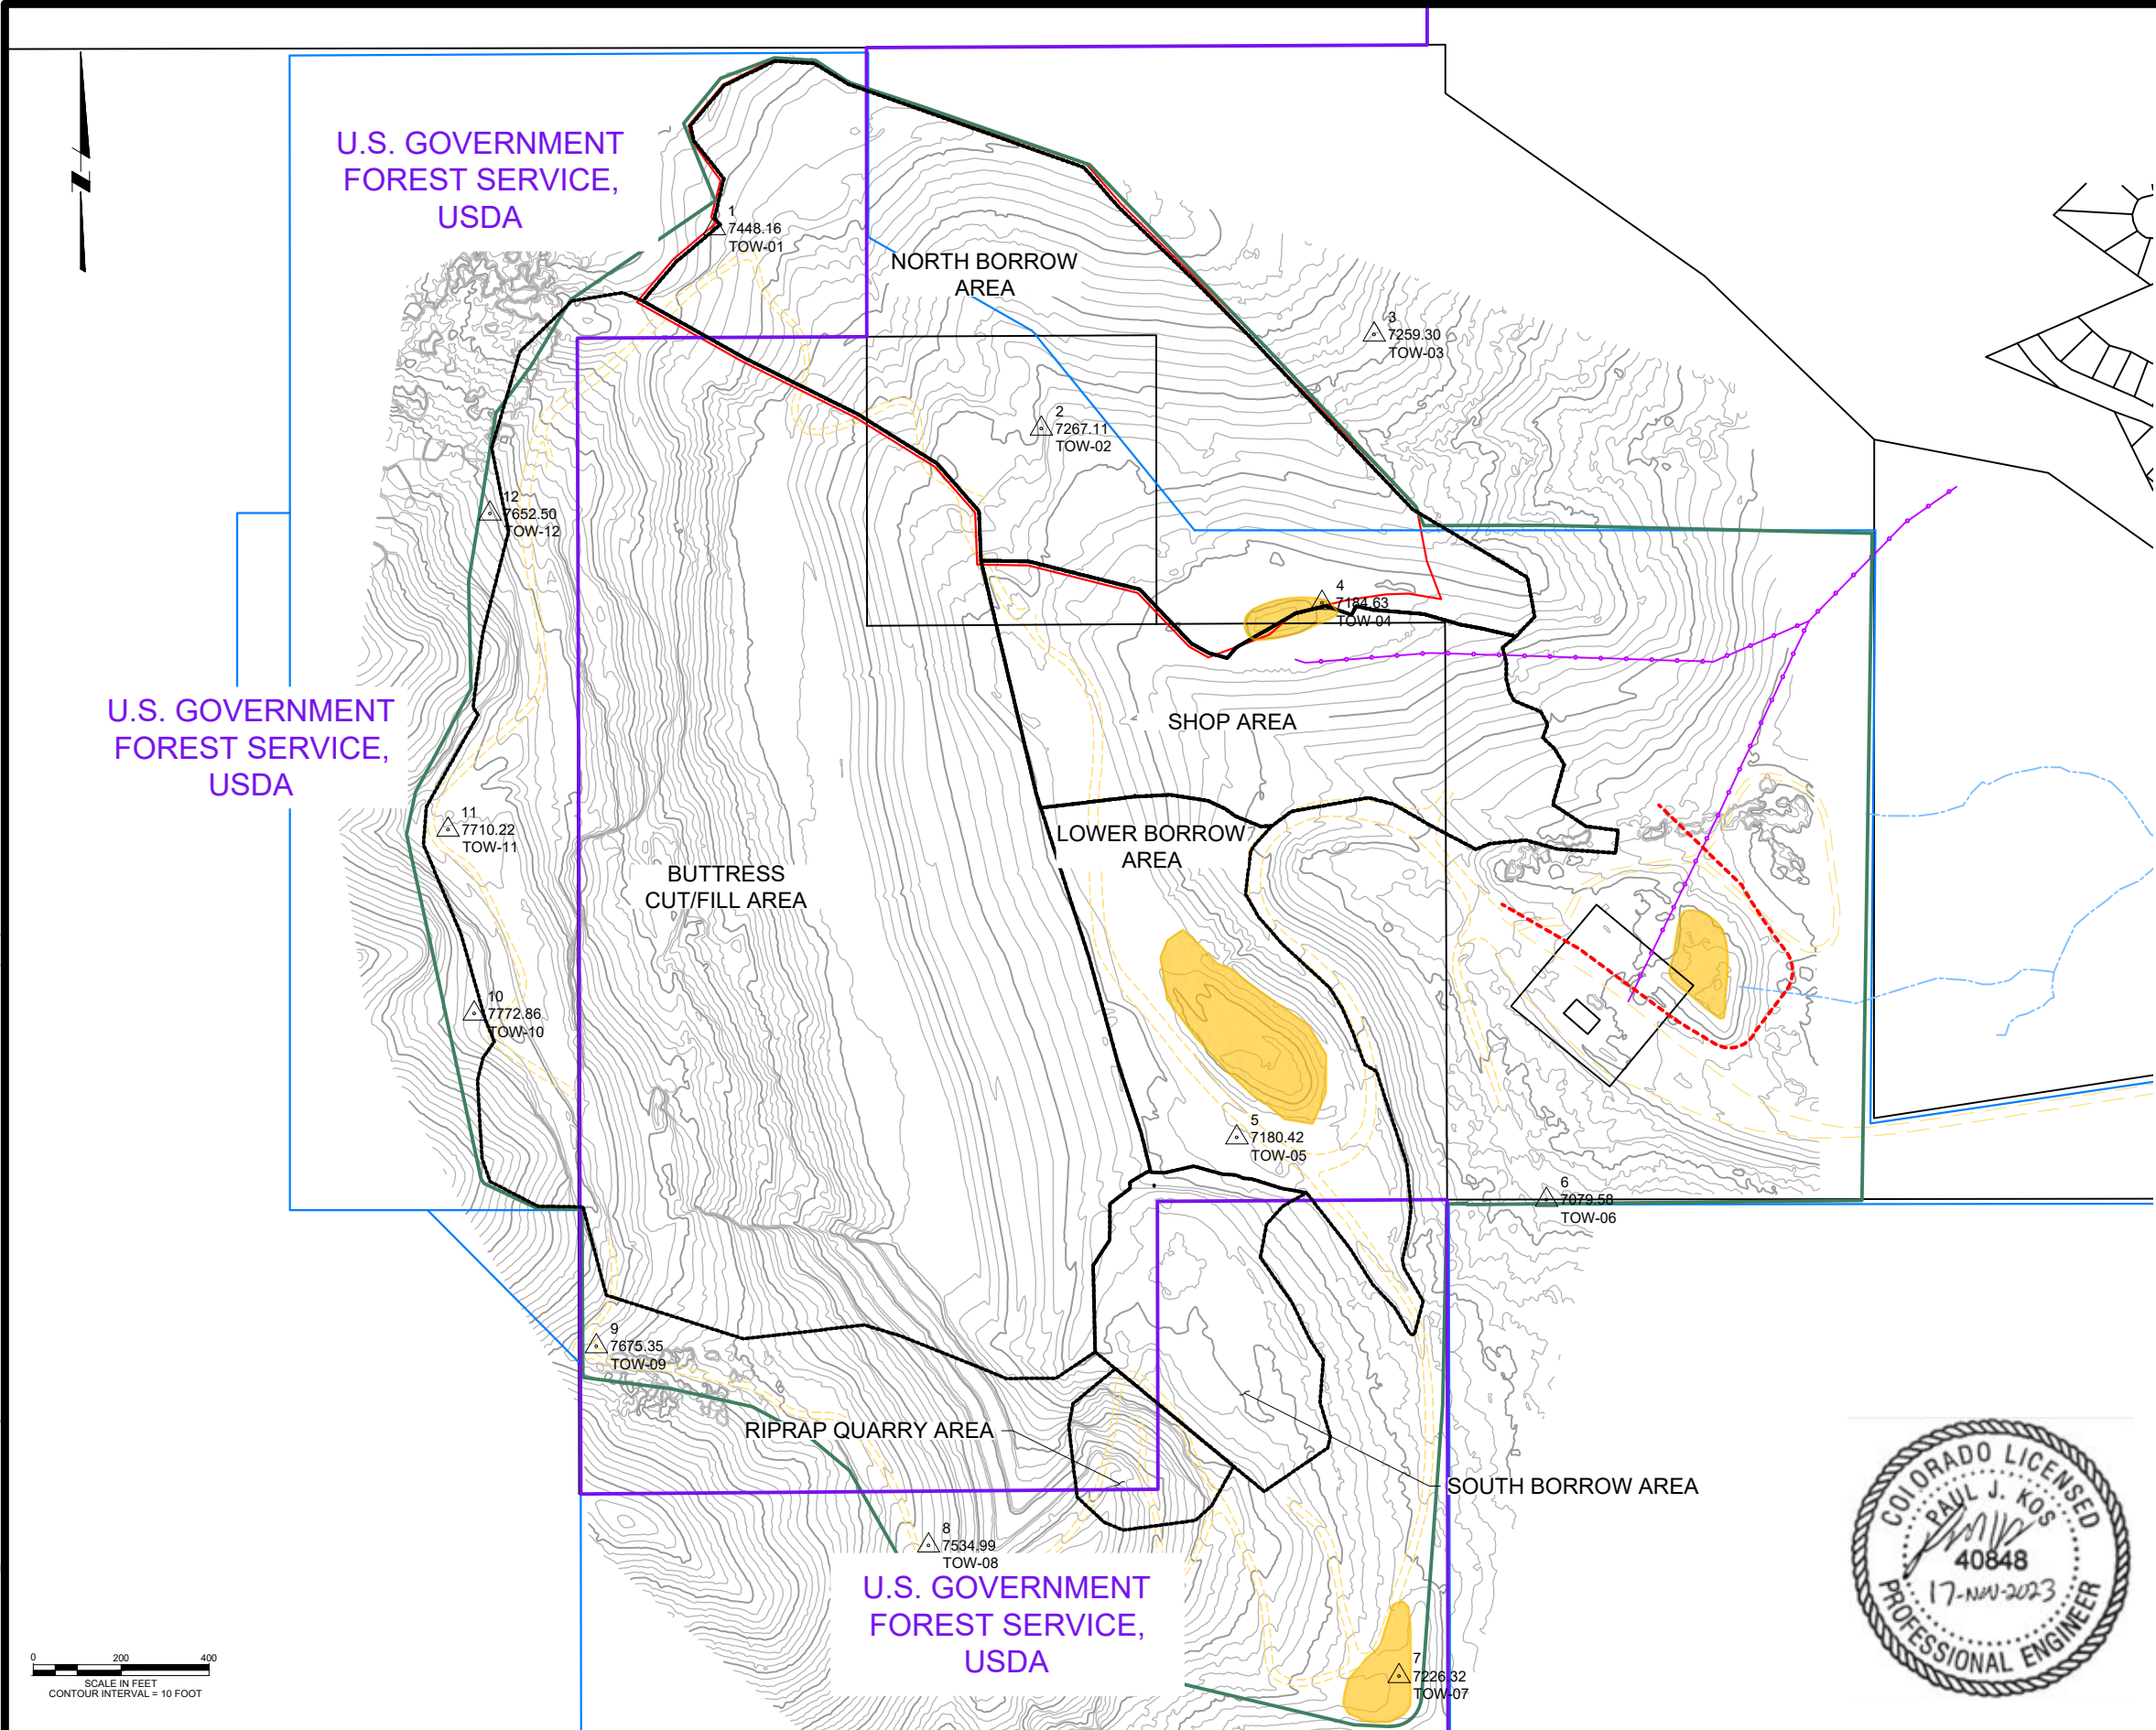 U.S. GOVERNMENT
FOREST SERVICE,
USDA
1
7448.16
TOW-01
NORTH BORROW
AREA
3
7259.30
TOW-03
2
7267.11
TOW-02
12
7652.50
TOW-12
4
7184.63
TOW-04
U.S. GOVERNMENT
FOREST SERVICE,
USDA
SHOP AREA
11
7710.22
TOW-11
LOWER BORROW
AREA
BUTTRESS
CUT/FILL AREA
10
7772.86
TOW-10
5
7180.42
TOW-05
6
7079.58
TOW-06
9
7675.35
TOW-09
RIPRAP QUARRY AREA
SOUTH BORROW AREA
8
7534.99
TOW-08
U.S. GOVERNMENT
FOREST SERVICE,
USDA
7
7226.32
TOW-07
COLORADO LICENSED
PAUL J. KOS
40848
17-NOV-2023
PROFESSIONAL ENGINEER
0 200 400
SCALE IN FEET
CONTOUR INTERVAL = 10 FOOT
N